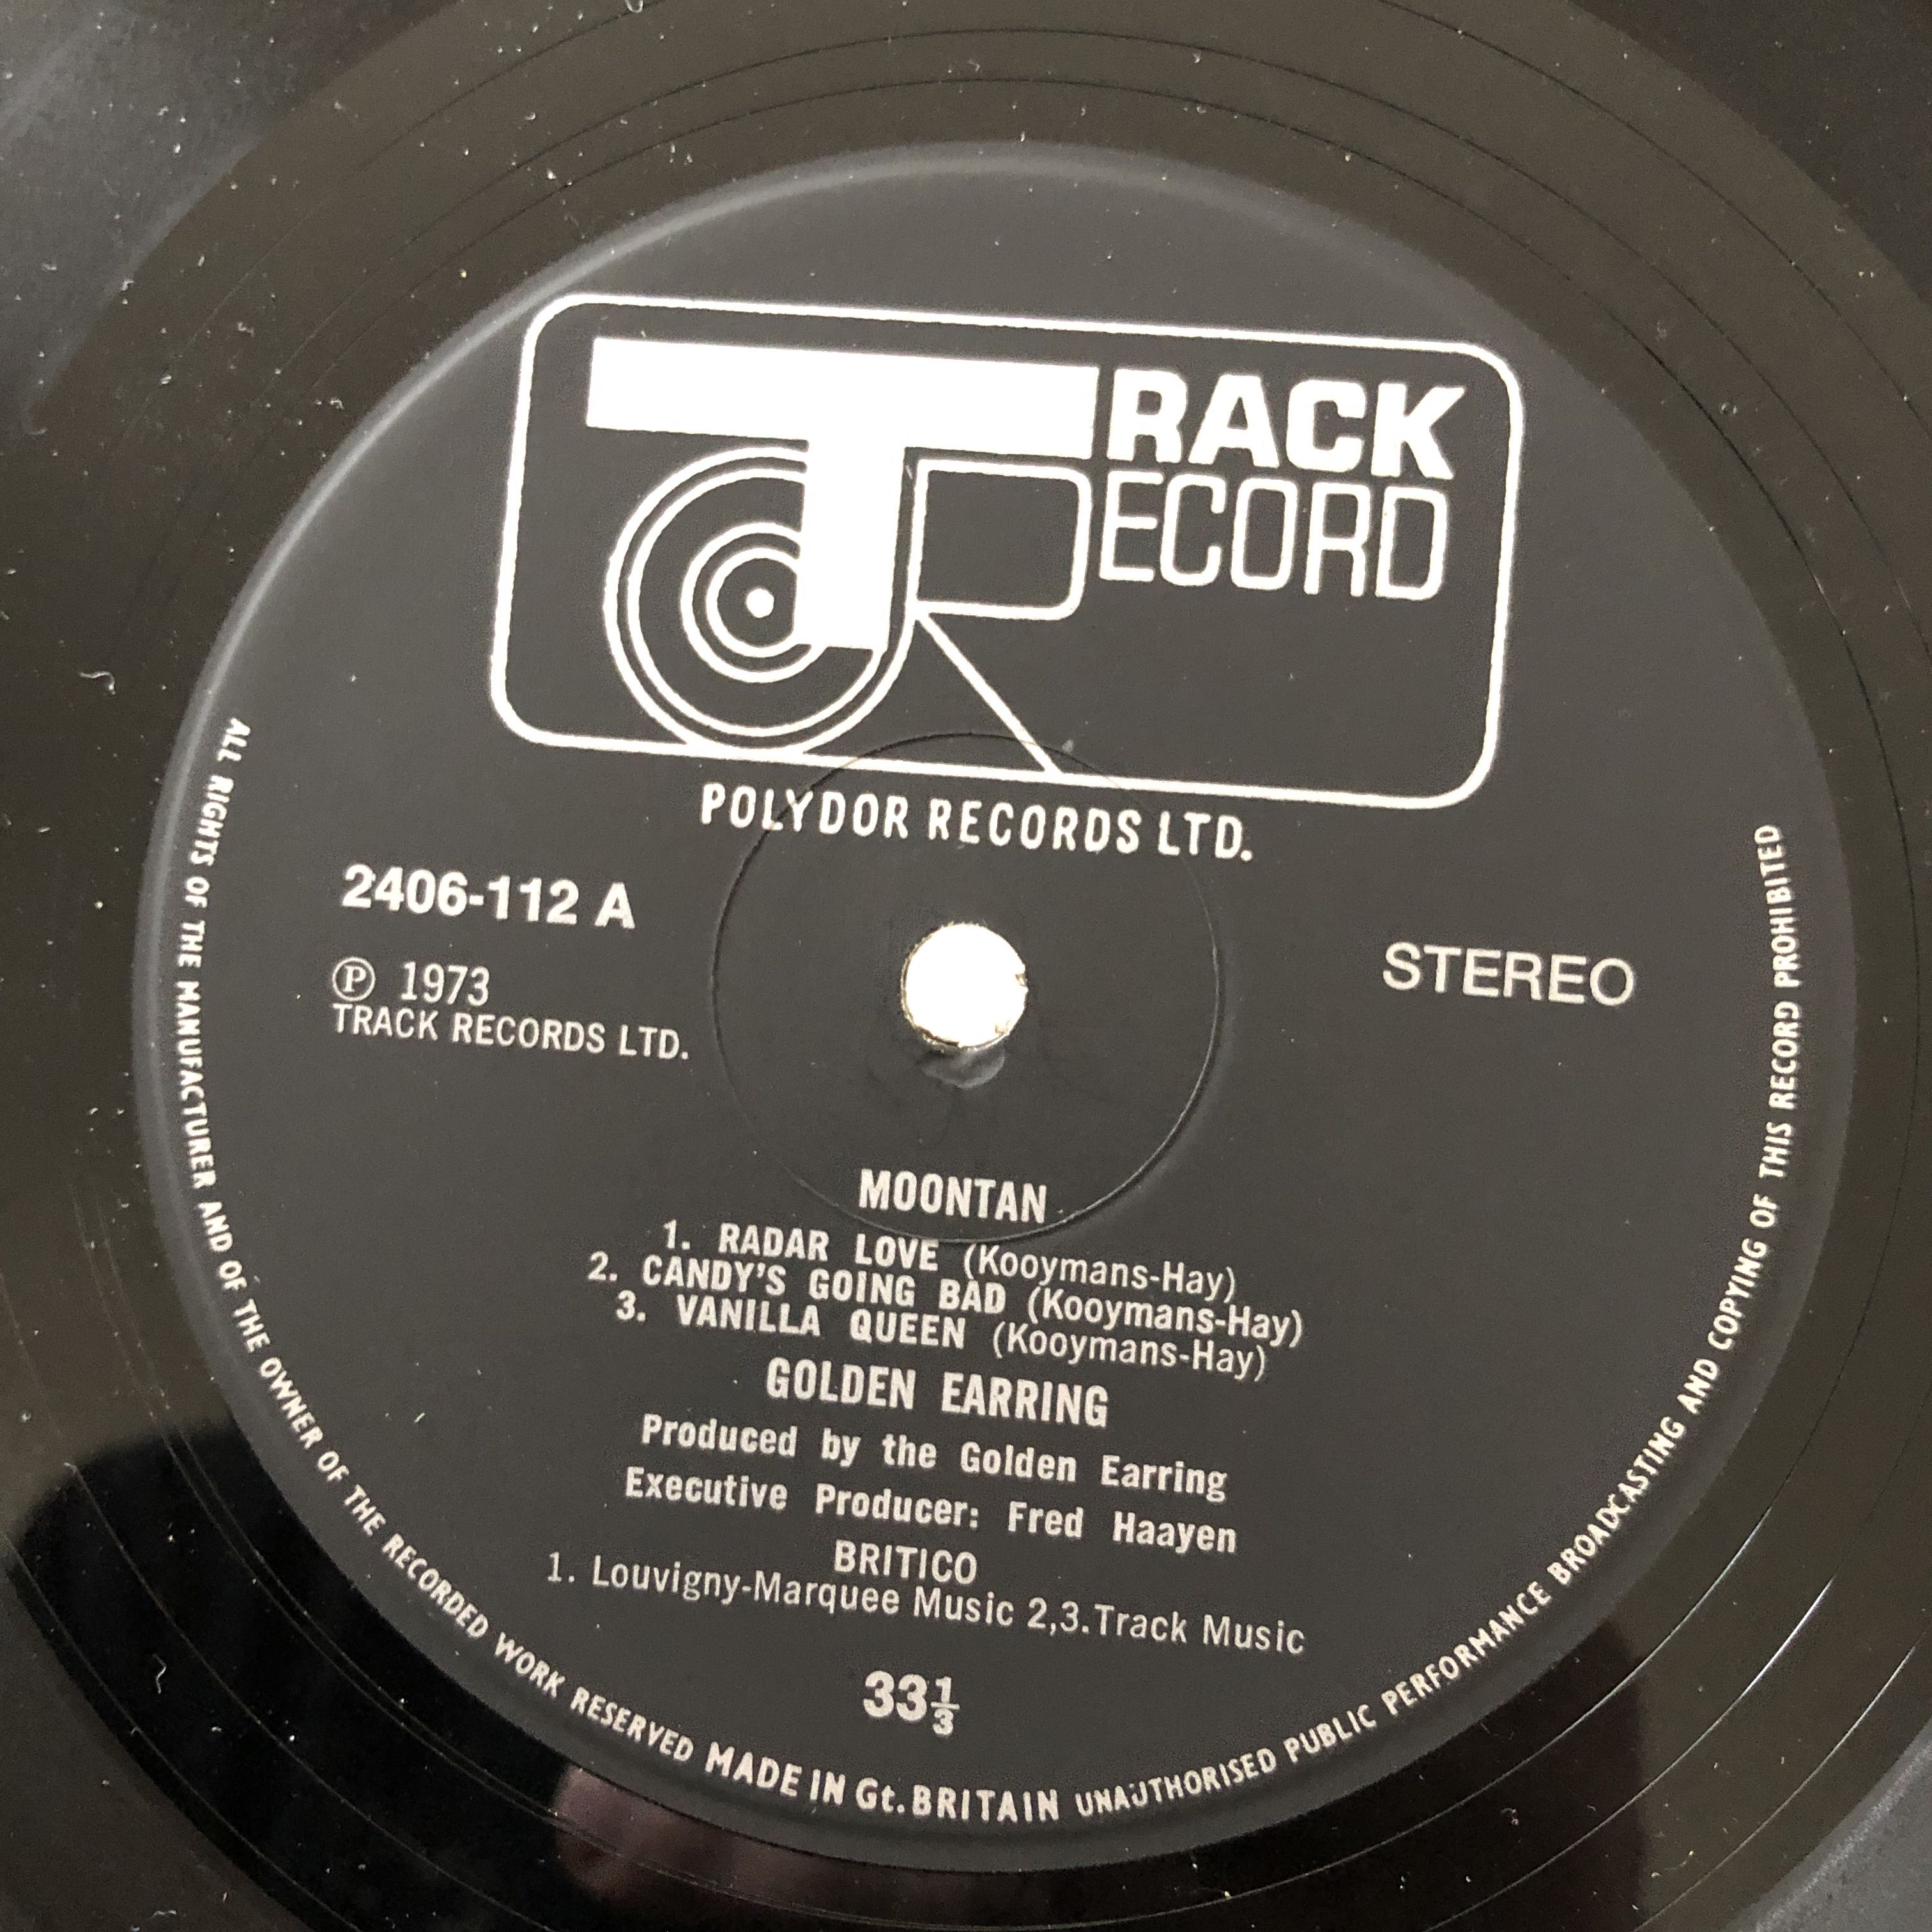 TRACK
RECORD
POLYDOR RECORDS LTD.
2406-112 A
STEREO
Ⓟ 1973
TRACK RECORDS LTD.
MOONTAN
1. RADAR LOVE (Kooymans-Hay)
2. CANDY'S GOING BAD (Kooymans-Hay)
3. VANILLA QUEEN (Kooymans-Hay)
GOLDEN EARRING
Produced by the Golden Earring
Executive Producer: Fred Haayen
BRITICO
1. Louvigny-Marquee Music 2,3.Track Music
33⅓
ALL RIGHTS OF THE MANUFACTURER AND OF THE OWNER OF THE RECORDED WORK RESERVED MADE IN Gt. BRITAIN UNAUTHORISED PUBLIC PERFORMANCE BROADCASTING AND COPYING OF THIS RECORD PROHIBITED